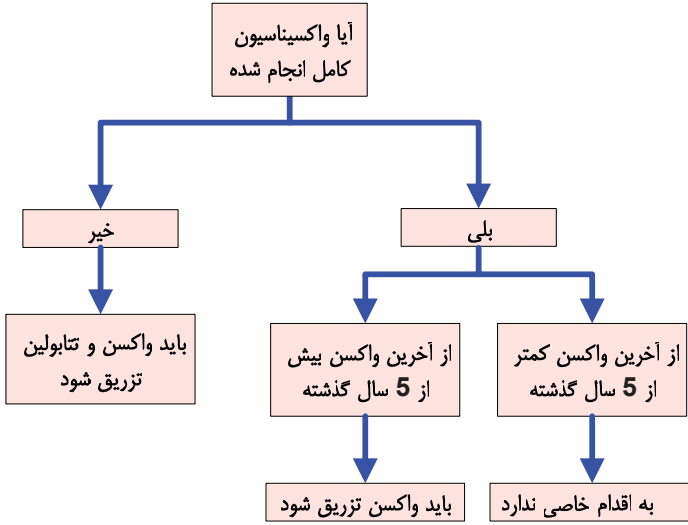 آیا واکسیناسیون
کامل انجام شده
خیر
بلی
باید واکسن و تتابولین
تزریق شود
از آخرین واکسن بیش
از 5 سال گذشته
از آخرین واکسن کمتر
از 5 سال گذشته
باید واکسن تزریق شود
به اقدام خاصی ندارد